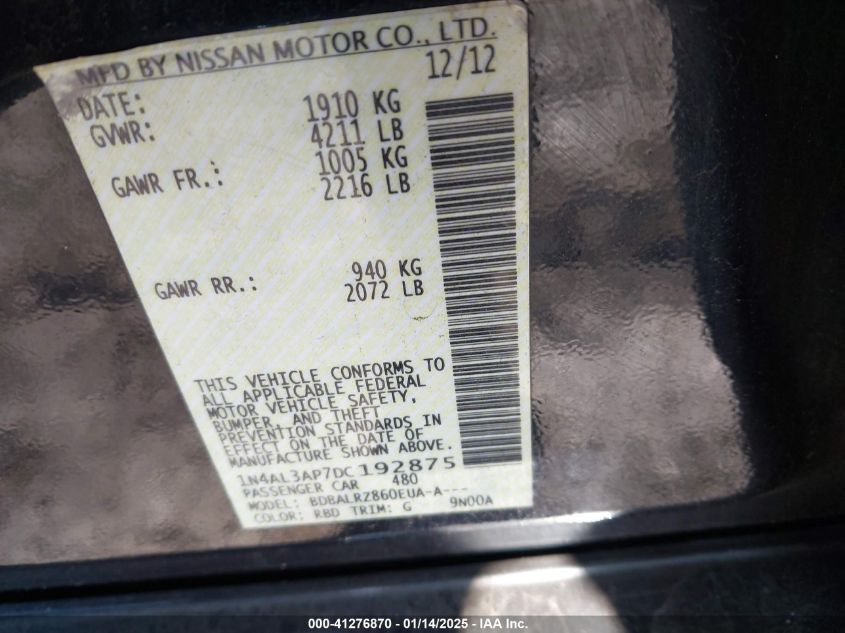 MFD BY NISSAN MOTOR CO., LTD.
DATE: 12/12
GVWR: 1910 KG
4211 LB
GAWR FR.: 1005 KG
2216 LB
GAWR RR.: 940 KG
2072 LB
THIS VEHICLE CONFORMS TO
ALL APPLICABLE FEDERAL
MOTOR VEHICLE SAFETY,
BUMPER, AND THEFT
PREVENTION STANDARDS IN
EFFECT ON THE DATE OF
MANUFACTURE SHOWN ABOVE.
1N4AL3AP7DC192875
PASSENGER CAR 480
MODEL: BDBALRZ860EUA-A---
COLOR: RBD TRIM: G 9N00A
000-41276870 - 01/14/2025 - IAA Inc.